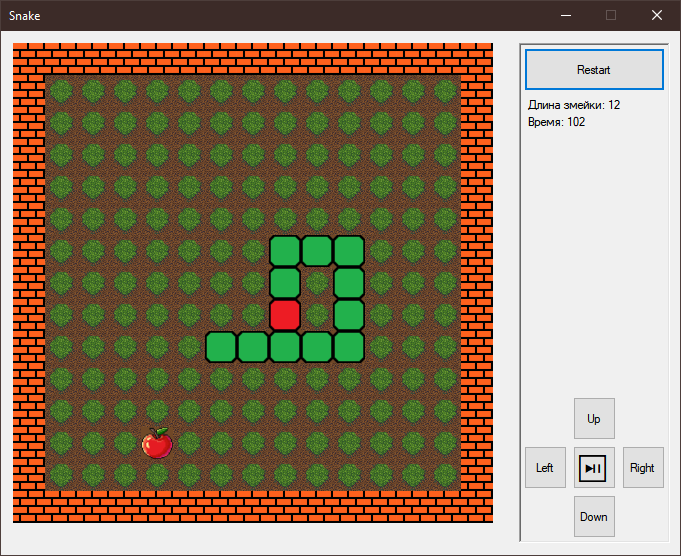 Snake
Restart
Длина змейки: 12
Время: 102
Up
Left
Right
Down